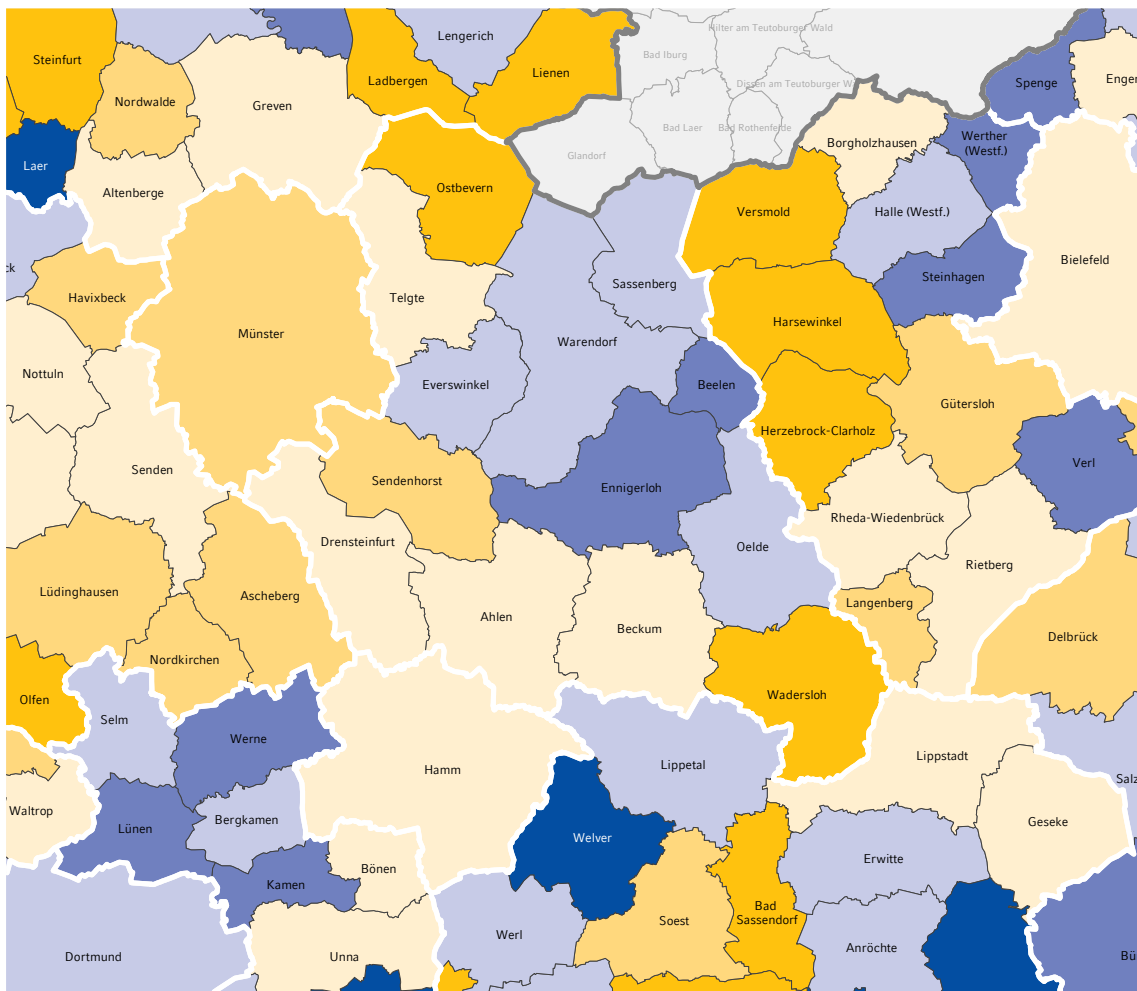 Lengerich
Hilter am Teutoburger Wald
Steinfurt
Bad Iburg
Lienen
Ladbergen
Spenge
Enger
Dissen am Teutoburger W
Nordwalde
Greven
Bad Laer
Bad Rothenfelde
Werther
(Westf.)
Borgholzhausen
Glandorf
Laer
Ostbevern
Altenberge
Versmold
Halle (Westf.)
Bielefeld
ck
Steinhagen
Sassenberg
Havixbeck
Telgte
Harsewinkel
Münster
Warendorf
Nottuln
Everswinkel
Beelen
Gütersloh
Herzebrock-Clarholz
Verl
Senden
Sendenhorst
Ennigerloh
Rheda-Wiedenbrück
Drensteinfurt
Oelde
Rietberg
Lüdinghausen
Ascheberg
Langenberg
Ahlen
Beckum
Delbrück
Nordkirchen
Wadersloh
Olfen
Selm
Werne
Lippstadt
Lippetal
Hamm
Salz
Waltrop
Bergkamen
Geseke
Lünen
Welver
Erwitte
Bönen
Kamen
Bad
Sassendorf
Soest
Werl
Anröchte
Dortmund
Unna
Bü